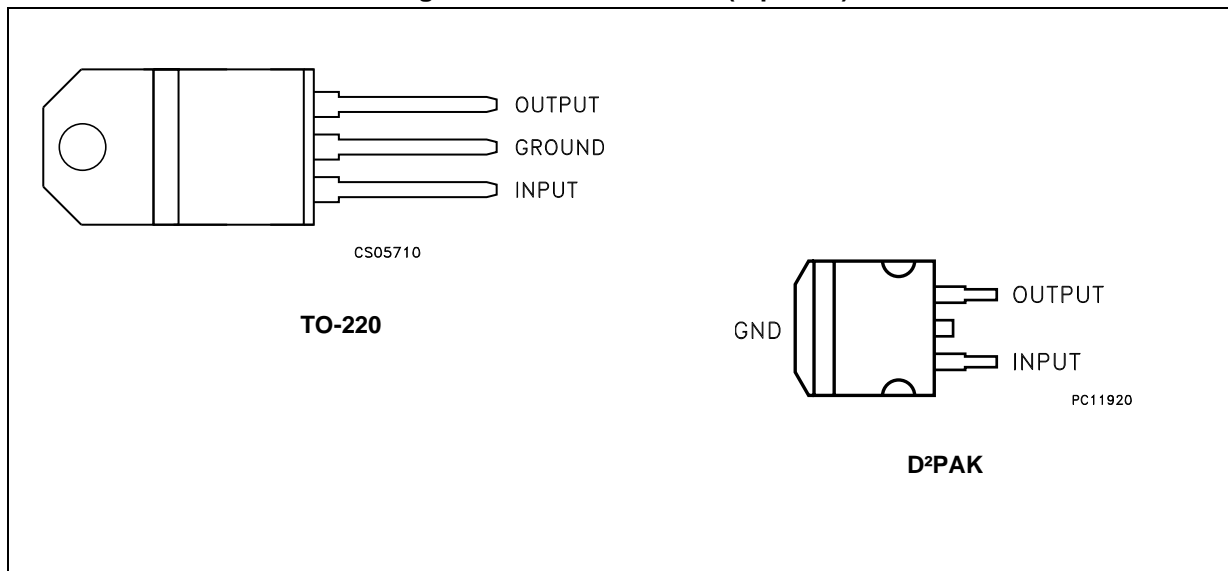 OUTPUT
GROUND
INPUT
CS05710
TO-220
GND
OUTPUT
INPUT
PC11920
D²PAK